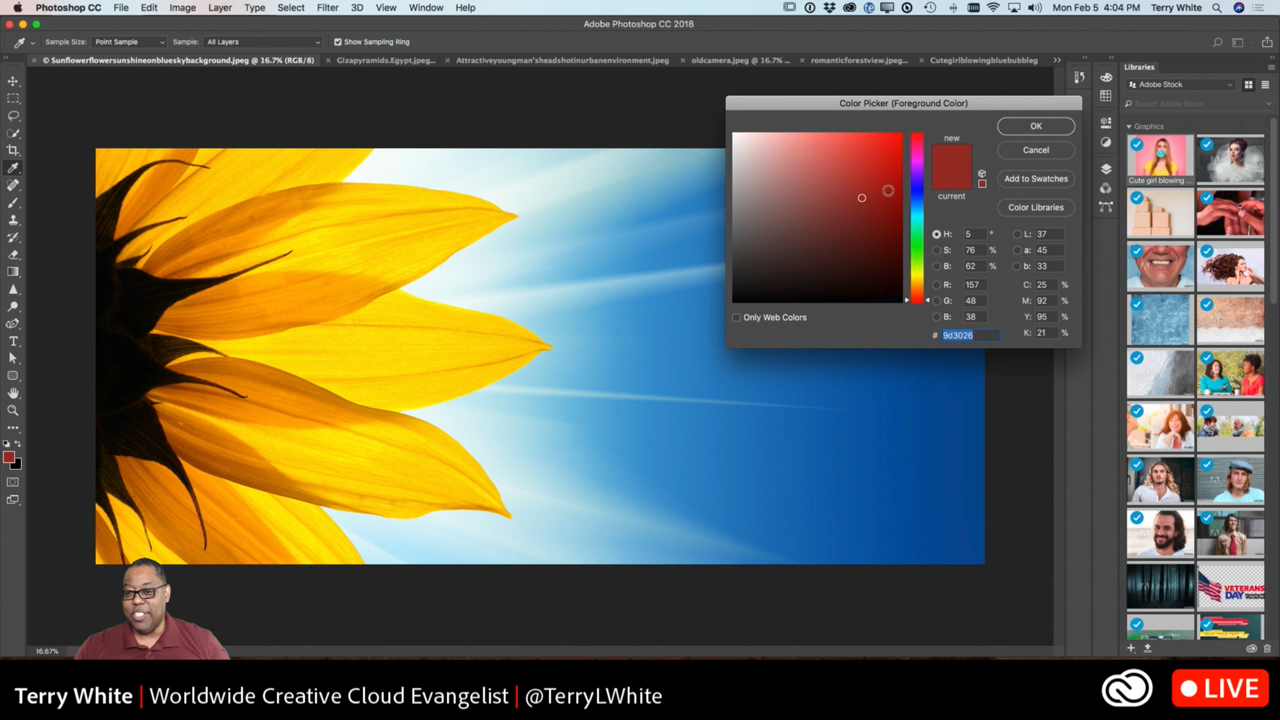 Photoshop CC File Edit Image Layer Type Select Filter 3D View Window Help Mon Feb 5 4:04 PM Terry White
Adobe Photoshop CC 2018
Sample Size: Point Sample Sample: All Layers Show Sampling Ring
© Sunflowerflowersunshineonblueskybackground.jpeg @ 16.7% (RGB/8) Gizapyramids.Egypt.jpeg... Attractiveyoungman'sheadshotinurbanenvironment.jpeg oldcamera.jpeg @ 16.7% ... romanticforestview.jpeg... Cutegirlblowingbluebubbleg
Libraries
Adobe Stock
Search Adobe Stock
Graphics
Cute girl blowing ...
VETERANS
DAY
Color Picker (Foreground Color)
new
current
OK
Cancel
Add to Swatches
Color Libraries
H: 5 ° L: 37
S: 76 % a: 45
B: 62 % b: 33
R: 157 C: 25 %
G: 48 M: 92 %
B: 38 Y: 95 %
# 9d3026 K: 21 %
Only Web Colors
16.67%
Terry White | Worldwide Creative Cloud Evangelist | @TerryLWhite
LIVE